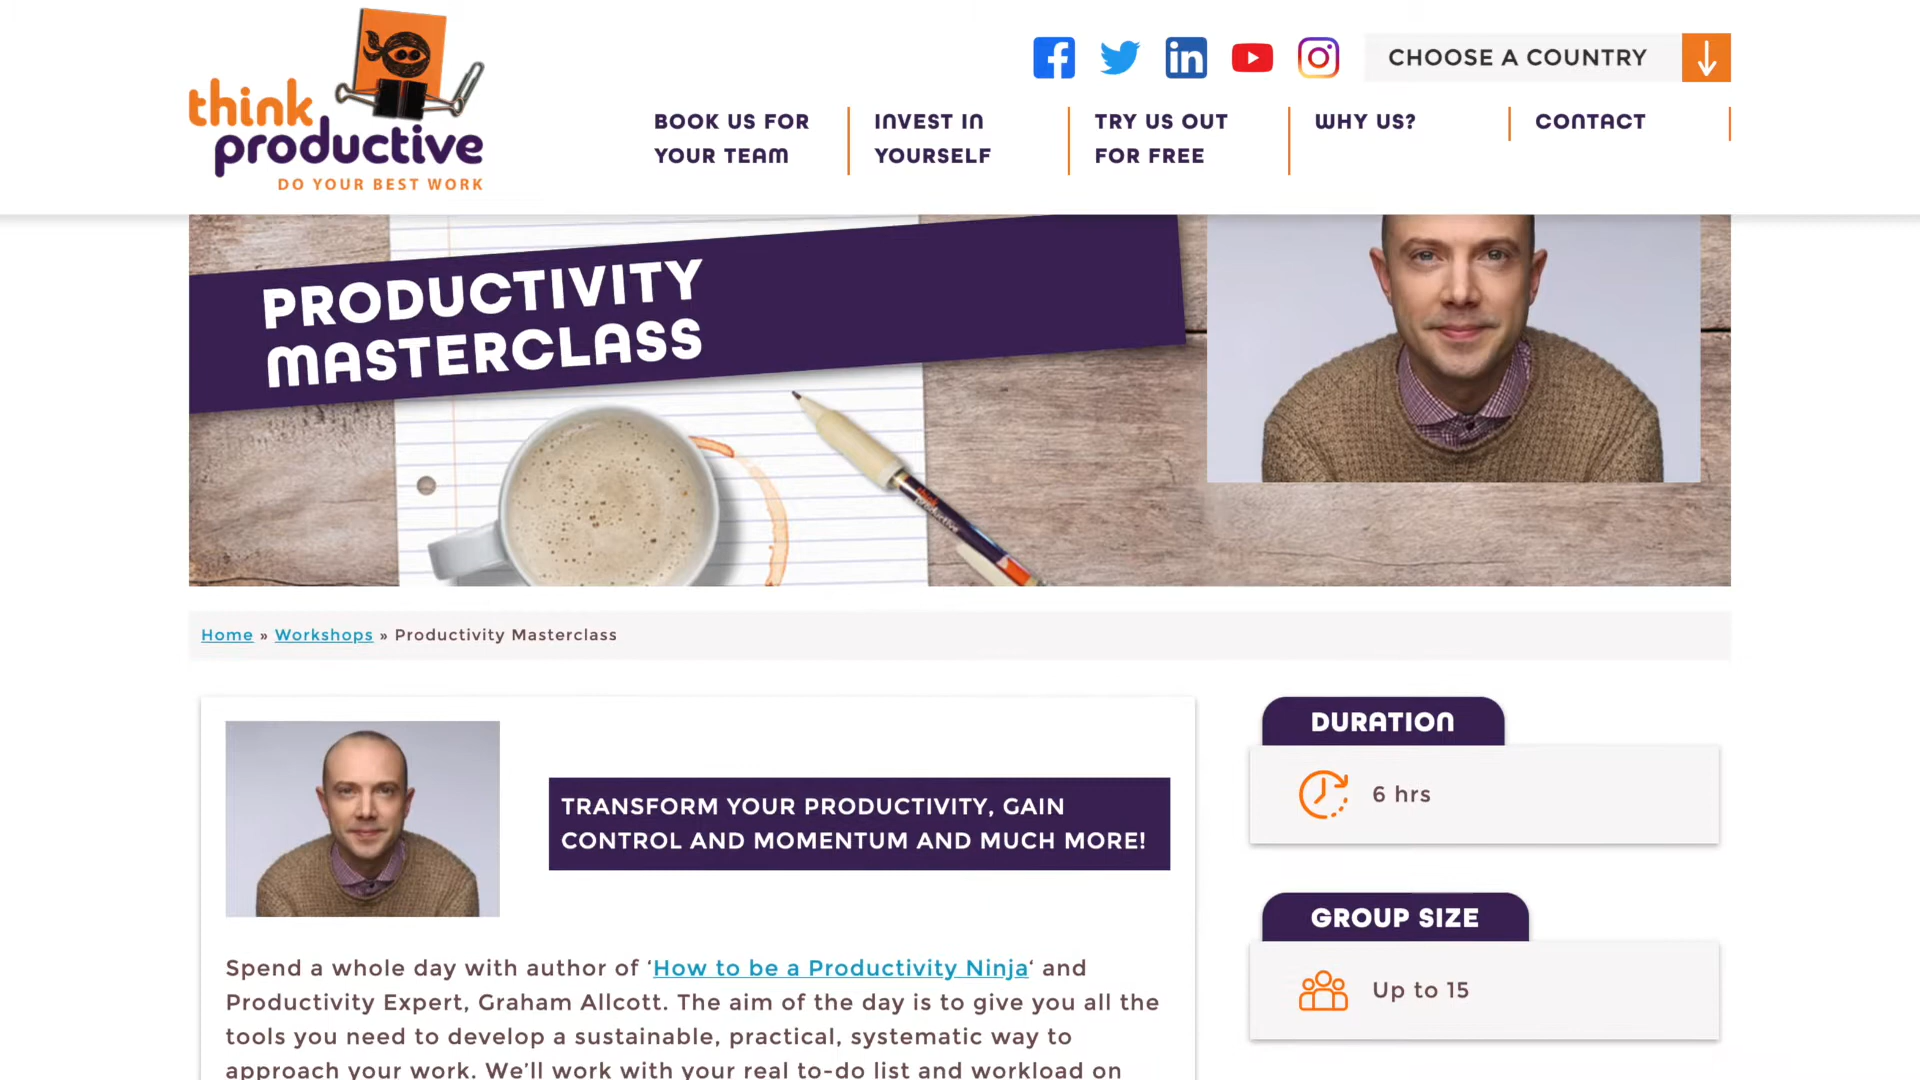 think
productive
DO YOUR BEST WORK
CHOOSE A COUNTRY
BOOK US FOR
YOUR TEAM
INVEST IN
YOURSELF
TRY US OUT
FOR FREE
WHY US?
CONTACT
PRODUCTIVITY
MASTERCLASS
think
productive
Home » Workshops » Productivity Masterclass
TRANSFORM YOUR PRODUCTIVITY, GAIN
CONTROL AND MOMENTUM AND MUCH MORE!
Spend a whole day with author of ‘How to be a Productivity Ninja‘ and
Productivity Expert, Graham Allcott. The aim of the day is to give you all the
tools you need to develop a sustainable, practical, systematic way to
approach your work. We’ll work with your real to-do list and workload on
DURATION
6 hrs
GROUP SIZE
Up to 15